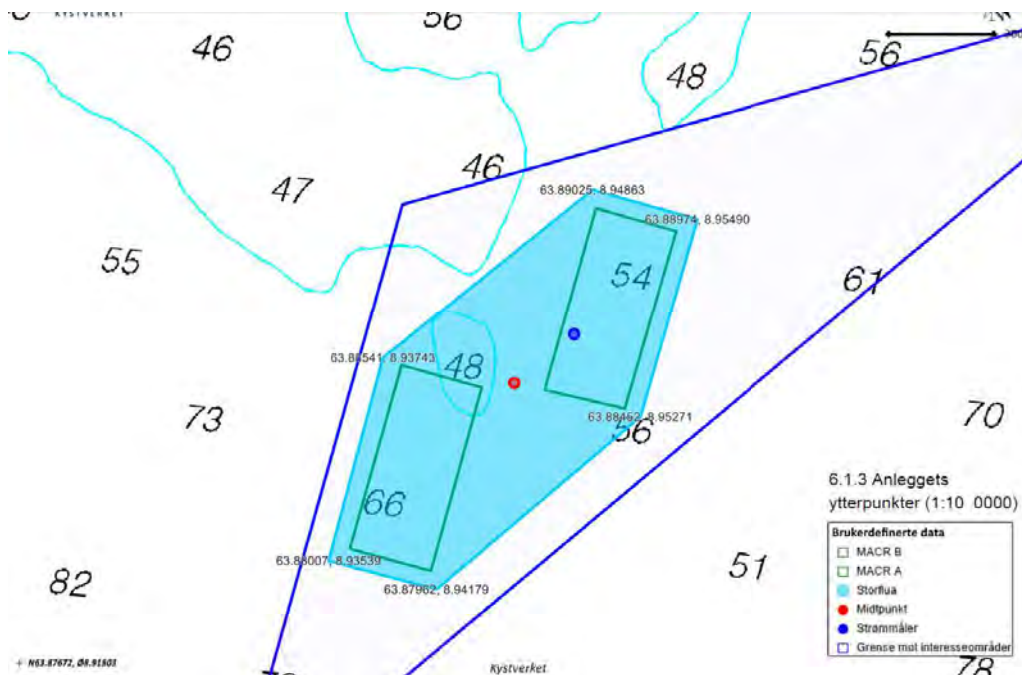 KYSTVERKET
56
46
56
48
46
47
63.89025, 8.94863
63.88974, 8.95490
55
54
61
63.88541, 8.93743
48
73
63.88452, 8.95271
56
70
6.1.3 Anleggets
ytterpunkter (1:10 0000)
66
Brukerdefinerte data
MACR B
MACR A
Storflua
Midtpunkt
Strømmåler
Grense mot interesseområder
63.88007, 8.93539
51
82
63.87962, 8.94179
N63.87672, Ø8.91503
Kystverket
78